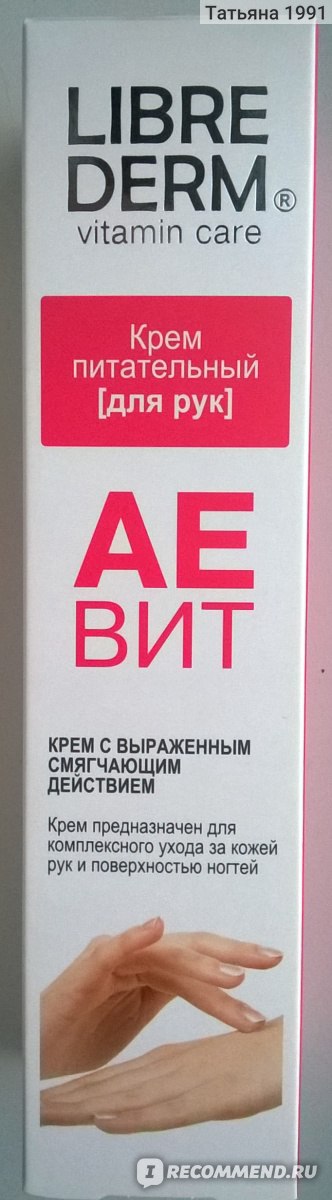 Татьяна 1991
LIBRE
DERM®
vitamin care
Крем
питательный
[для рук]
АЕ
ВИТ
КРЕМ С ВЫРАЖЕННЫМ
СМЯГЧАЮЩИМ
ДЕЙСТВИЕМ
Крем предназначен для
комплексного ухода за кожей
рук и поверхностью ногтей
I RECOMMEND.RU